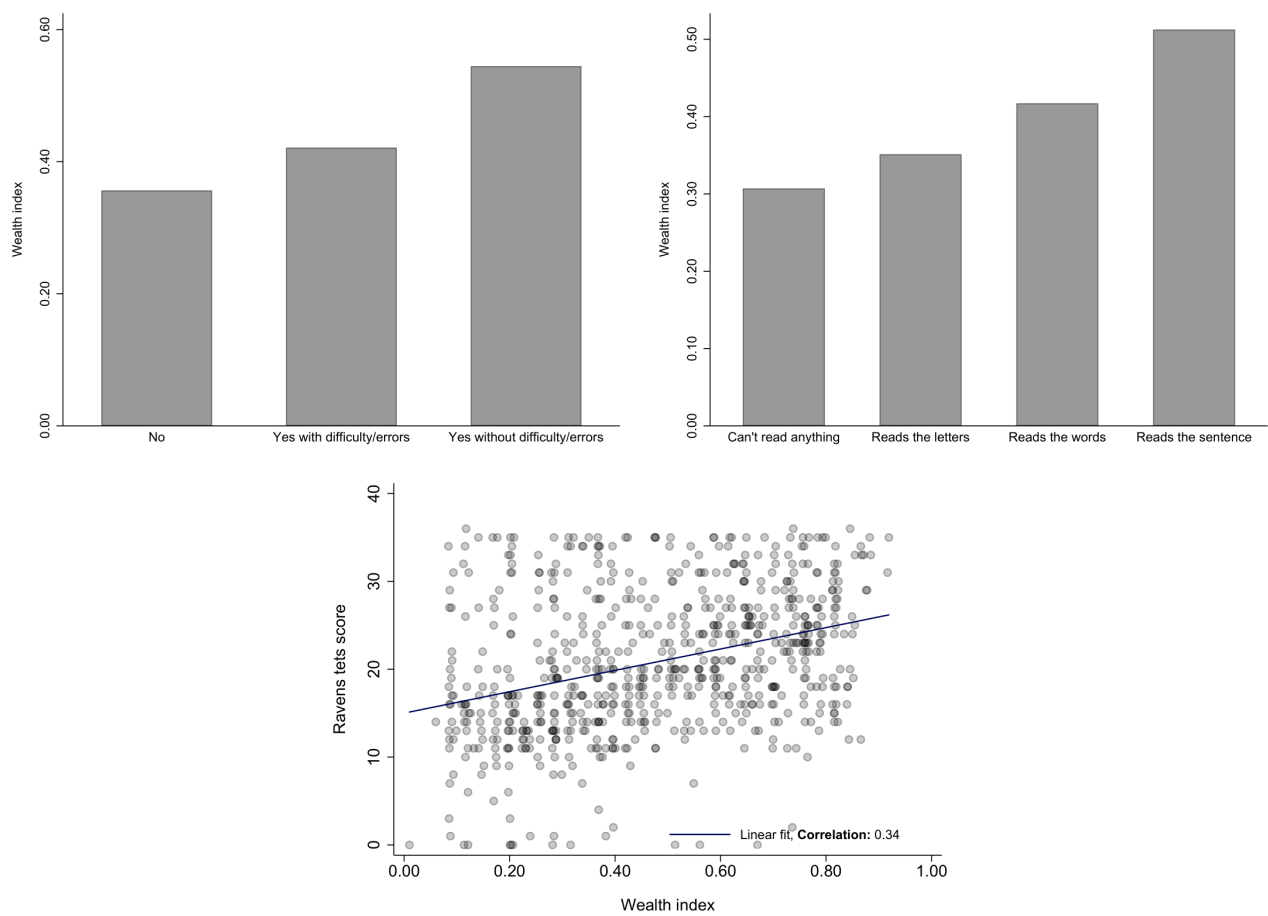 0.60
0.40
0.20
0.00
Wealth index
No
Yes with difficulty/errors
Yes without difficulty/errors
0.50
0.40
0.30
0.20
0.10
0.00
Wealth index
Can't read anything
Reads the letters
Reads the words
Reads the sentence
40
30
20
10
0
Ravens tets score
Linear fit, Correlation: 0.34
0.00
0.20
0.40
0.60
0.80
1.00
Wealth index